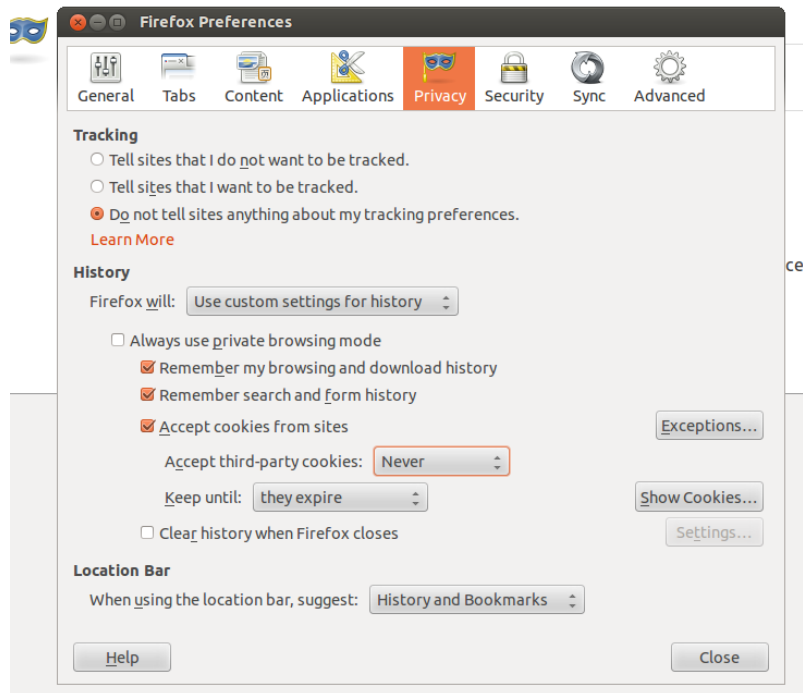 Firefox Preferences
General Tabs Content Applications Privacy Security Sync Advanced
Tracking
Tell sites that I do not want to be tracked.
Tell sites that I want to be tracked.
Do not tell sites anything about my tracking preferences.
Learn More
History
Firefox will: Use custom settings for history
Always use private browsing mode
Remember my browsing and download history
Remember search and form history
Accept cookies from sites Exceptions...
Accept third-party cookies: Never
Keep until: they expire Show Cookies...
Clear history when Firefox closes Settings...
Location Bar
When using the location bar, suggest: History and Bookmarks
Help Close
ce